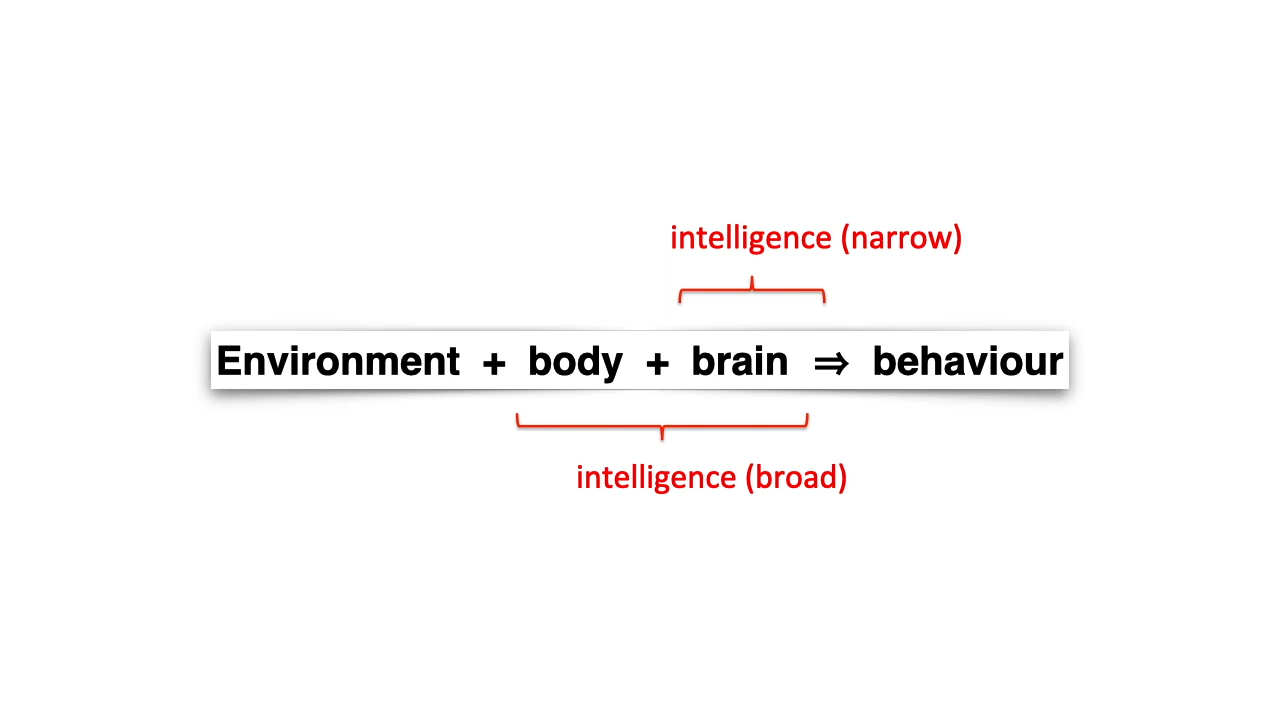 intelligence (narrow)
Environment + body + brain ⇒ behaviour
intelligence (broad)